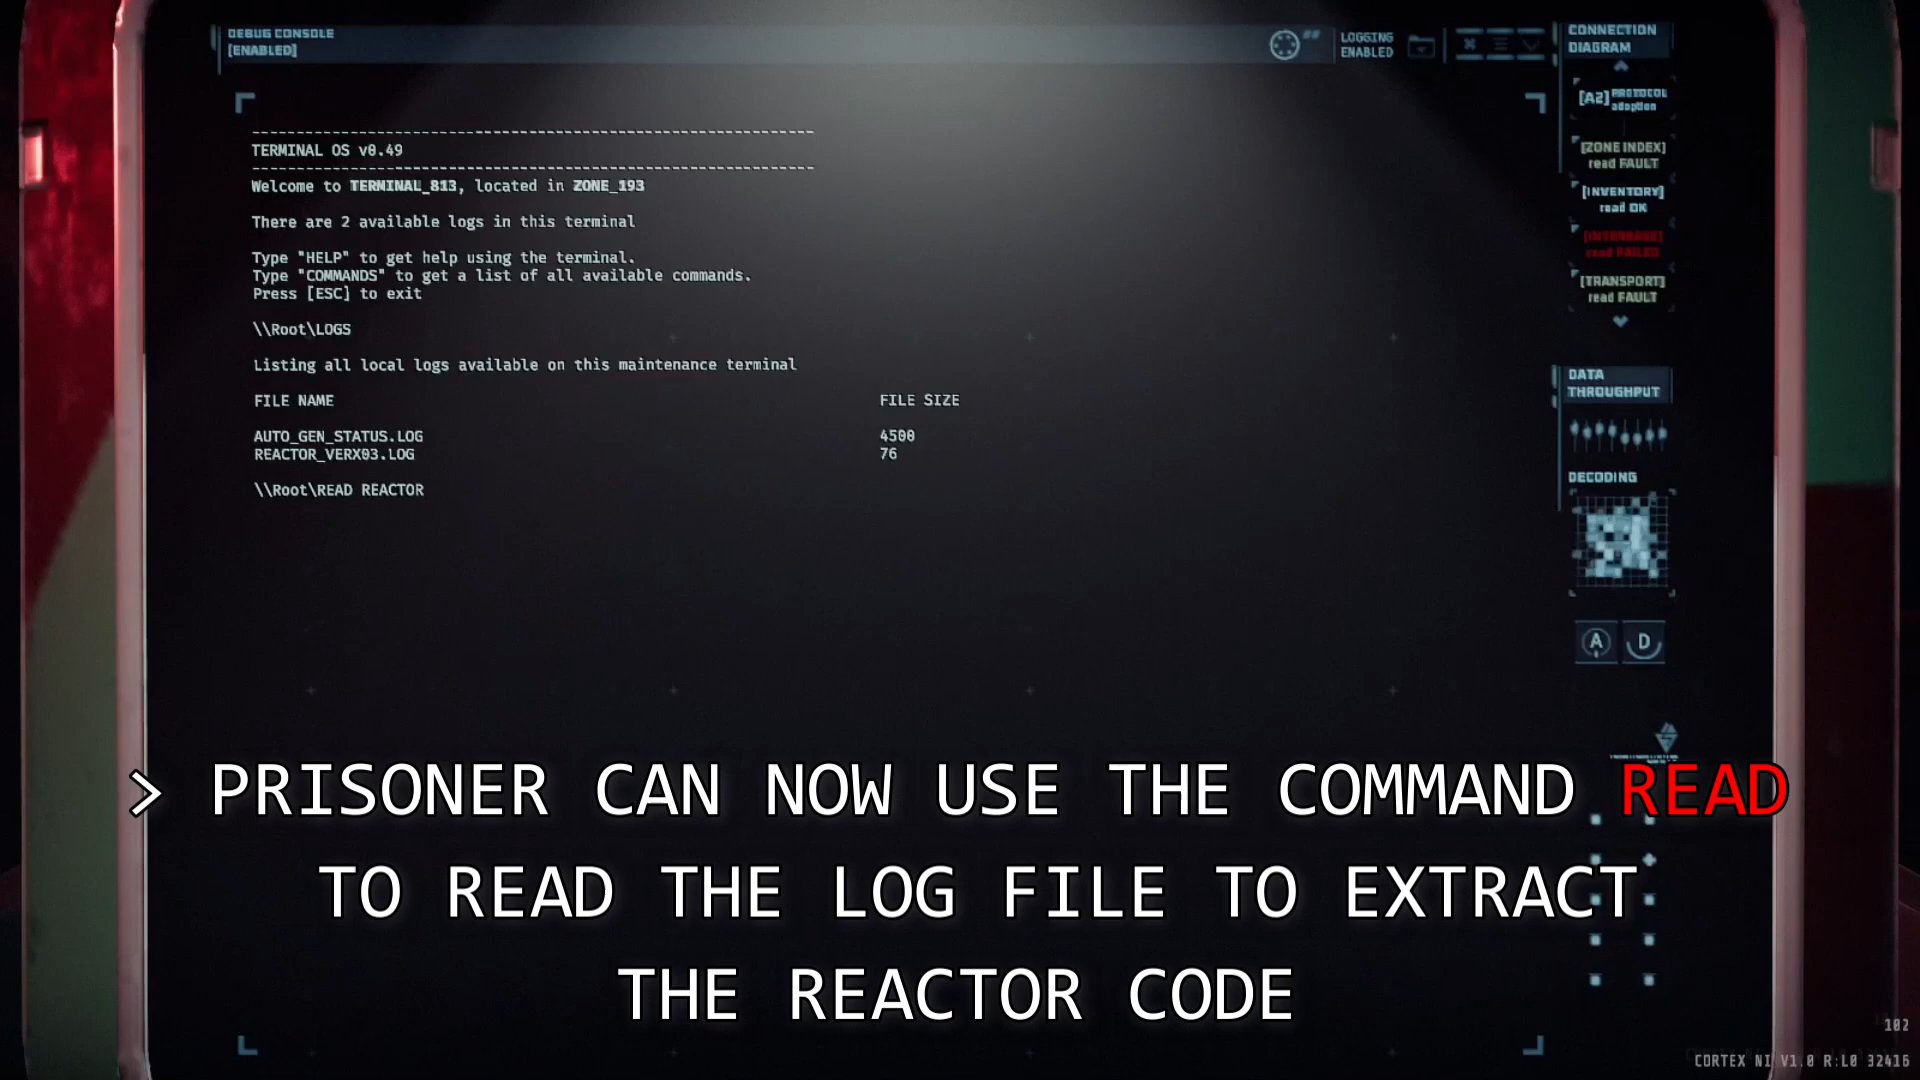 DEBUG CONSOLE
[ENABLED]
LOGGING
ENABLED
--------------------------------------------------------------
TERMINAL OS v0.49
--------------------------------------------------------------
Welcome to TERMINAL_813, located in ZONE_193
There are 2 available logs in this terminal
Type "HELP" to get help using the terminal.
Type "COMMANDS" to get a list of all available commands.
Press [ESC] to exit
\\Root\LOGS
Listing all local logs available on this maintenance terminal
FILE NAME FILE SIZE
AUTO_GEN_STATUS.LOG 4500
REACTOR_VERX03.LOG 76
\\Root\READ REACTOR
CONNECTION
DIAGRAM
[A2] PROTOCOL
adoption
[ZONE INDEX]
read FAULT
[INVENTORY]
read OK
read FAILED
[TRANSPORT]
read FAULT
DATA
THROUGHPUT
DECODING
A D
> PRISONER CAN NOW USE THE COMMAND READ
TO READ THE LOG FILE TO EXTRACT
THE REACTOR CODE
102
CORTEX NI V1.0 R:L0 32416